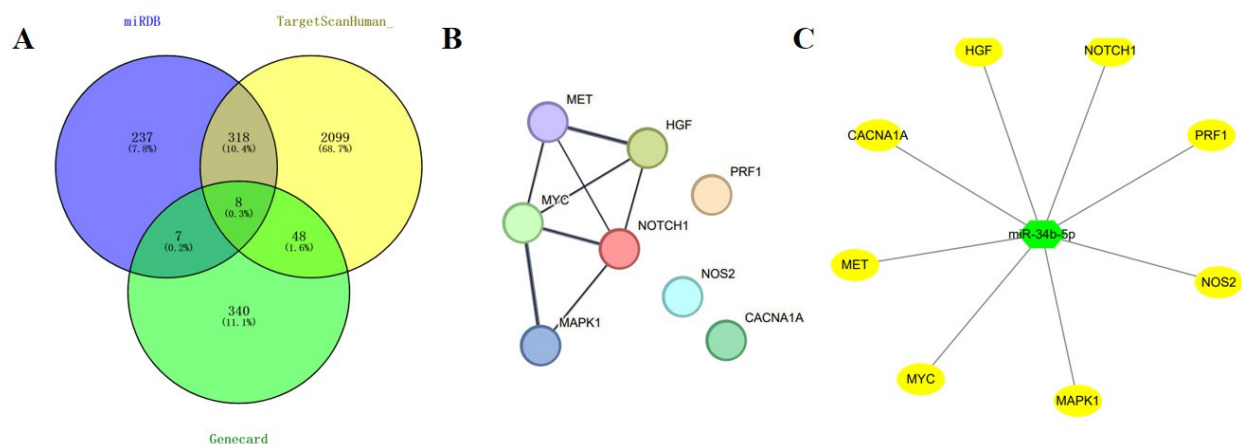 A
miRDB
TargetScanHuman_
237
(7.8%)
318
(10.4%)
2099
(68.7%)
8
(0.3%)
7
(0.2%)
48
(1.6%)
340
(11.1%)
Genecard
B
MET
HGF
PRF1
MYC
NOTCH1
NOS2
MAPK1
CACNA1A
C
HGF
NOTCH1
CACNA1A
PRF1
miR-34b-5p
MET
NOS2
MYC
MAPK1